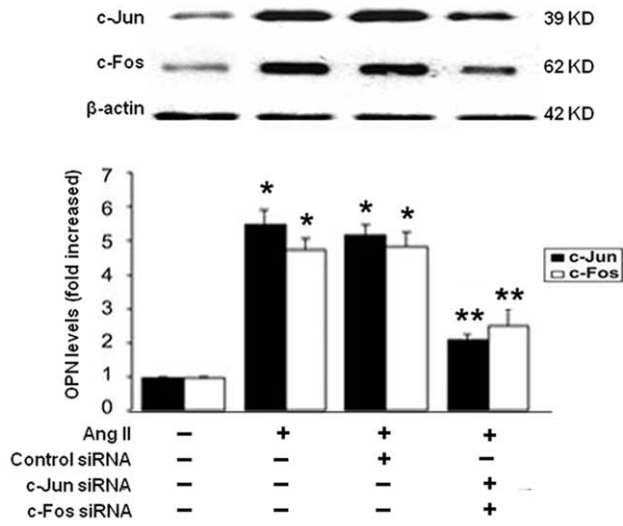 c-Jun 39 KD
c-Fos 62 KD
β-actin 42 KD
7
6
5
4
3
2
1
0
OPN levels (fold increased)
* * * * ** **
c-Jun
c-Fos
Ang II − + + +
Control siRNA − − + −
c-Jun siRNA − − − +
c-Fos siRNA − − − +